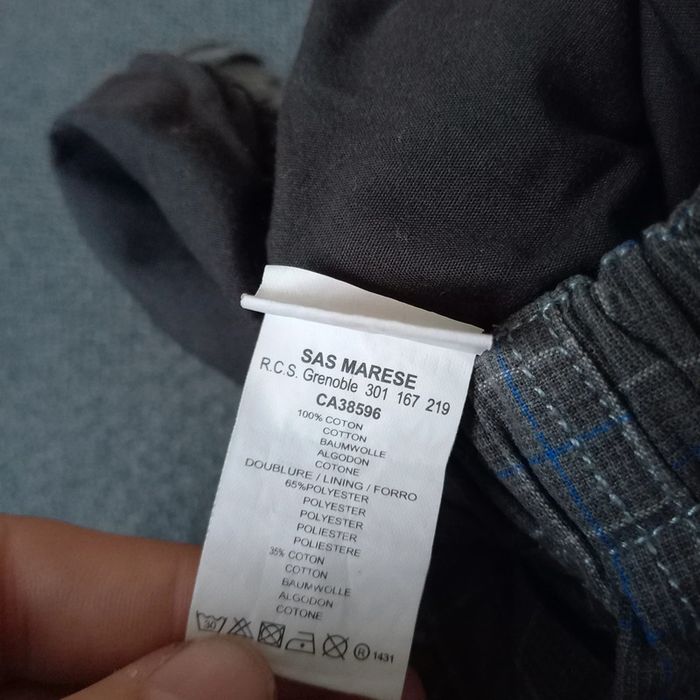 SAS MARESE
R.C.S. Grenoble 301 167 219
CA38596
100% COTON
COTTON
BAUMWOLLE
ALGODON
COTONE
DOUBLURE / LINING / FORRO
65%POLYESTER
POLYESTER
POLYESTER
POLIESTER
POLIESTERE
35% COTON
COTTON
BAUMWOLLE
ALGODON
COTONE
30 ® 1431